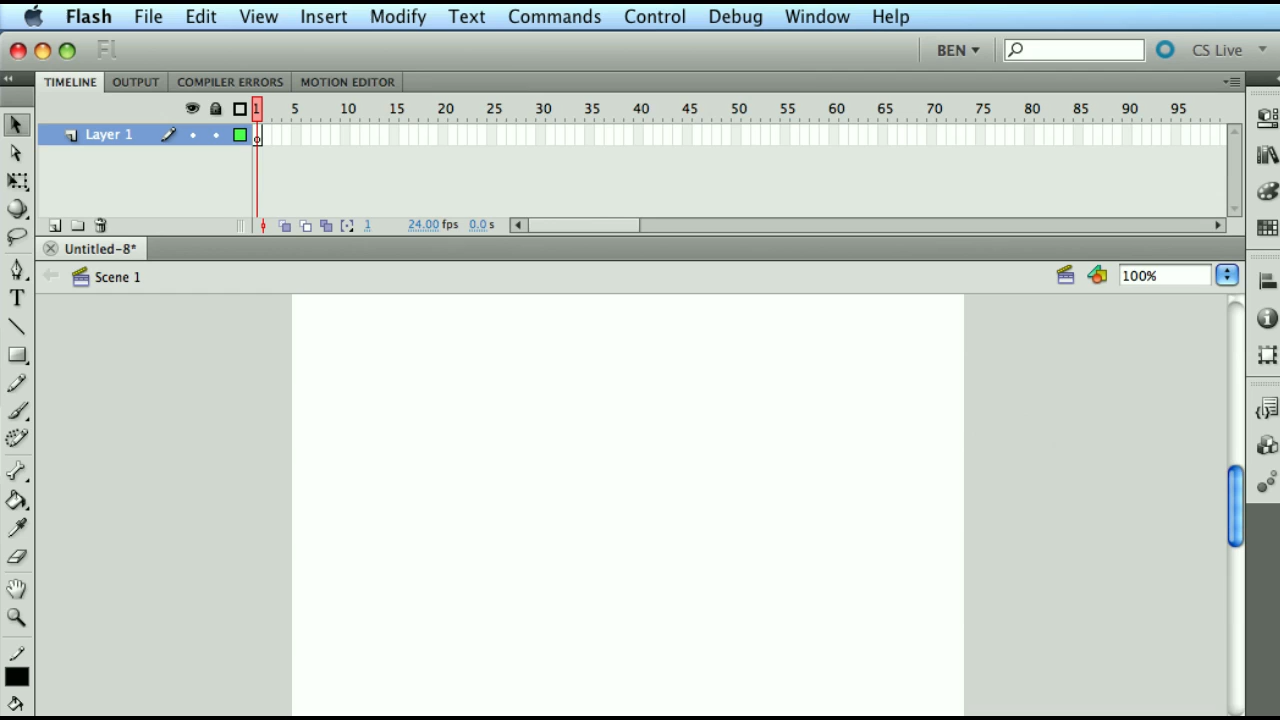 Flash File Edit View Insert Modify Text Commands Control Debug Window Help
Fl BEN CS Live
TIMELINE OUTPUT COMPILER ERRORS MOTION EDITOR
1 5 10 15 20 25 30 35 40 45 50 55 60 65 70 75 80 85 90 95
Layer 1
1 24.00 fps 0.0 s
Untitled-8*
Scene 1 100%
T